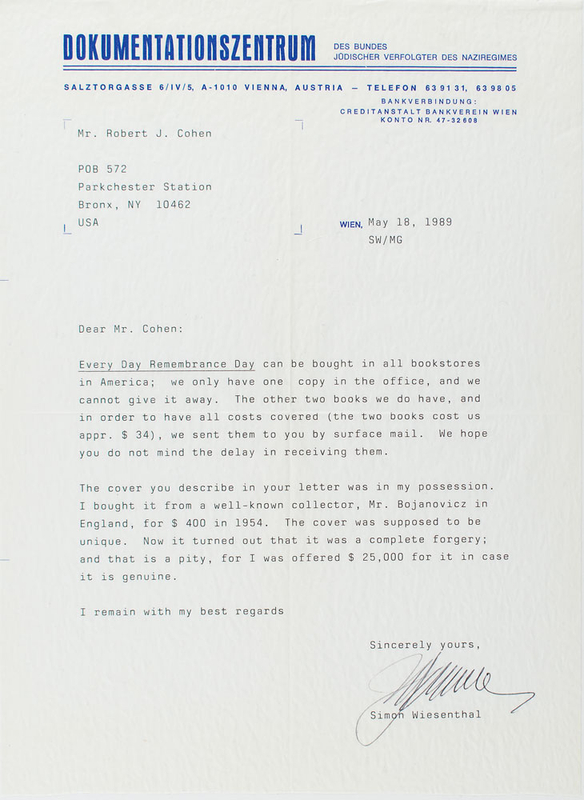 DOKUMENTATIONSZENTRUM
DES BUNDES
JÜDISCHER VERFOLGTER DES NAZIREGIMES
SALZTORGASSE 6/IV/5, A-1010 VIENNA, AUSTRIA — TELEFON 63 91 31, 63 98 05
BANKVERBINDUNG:
CREDITANSTALT BANKVEREIN WIEN
KONTO NR. 47-32 608
Mr. Robert J. Cohen
POB 572
Parkchester Station
Bronx, NY 10462
USA
WIEN, May 18, 1989
SW/MG
Dear Mr. Cohen:
Every Day Remembrance Day can be bought in all bookstores
in America; we only have one copy in the office, and we
cannot give it away. The other two books we do have, and
in order to have all costs covered (the two books cost us
appr. $ 34), we sent them to you by surface mail. We hope
you do not mind the delay in receiving them.
The cover you describe in your letter was in my possession.
I bought it from a well-known collector, Mr. Bojanovicz in
England, for $ 400 in 1954. The cover was supposed to be
unique. Now it turned out that it was a complete forgery;
and that is a pity, for I was offered $ 25,000 for it in case
it is genuine.
I remain with my best regards
Sincerely yours,
Simon Wiesenthal